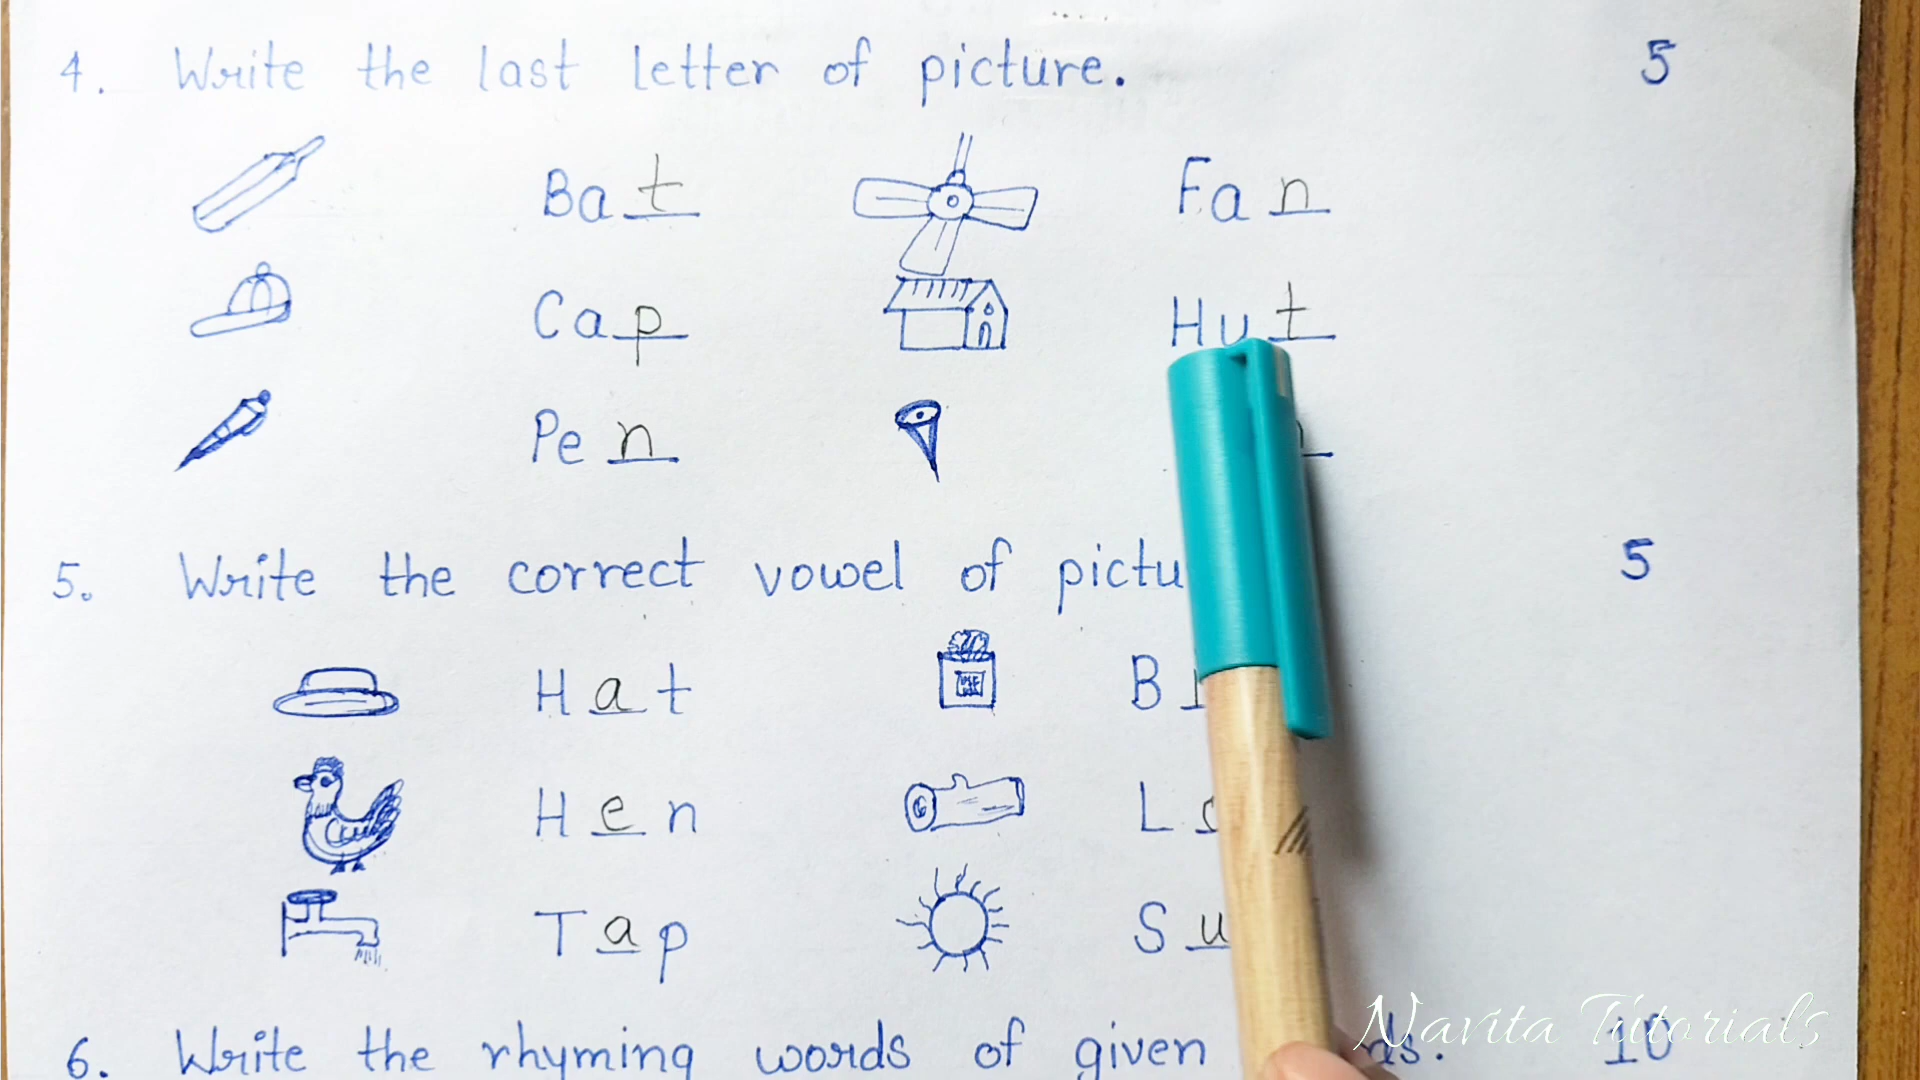 4. Write the last letter of picture. 5
Bat Fan
Cap Hut
Pen
5. Write the correct vowel of 5
Hat B
Hen L
Tap Su
6. Write the rhyming words of given 10
Navita Tutorials